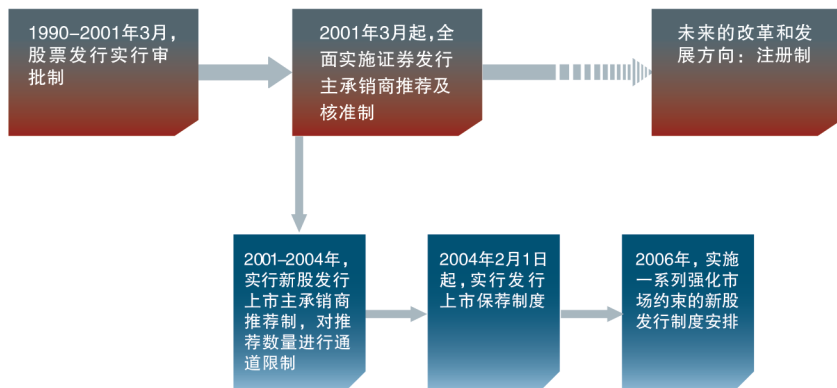 1990–2001年3月，
股票发行实行审
批制
2001年3月起，全
面实施证券发行
主承销商推荐及
核准制
未来的改革和发
展方向：注册制
2001–2004年，
实行新股发行
上市主承销商
推荐制，对推
荐数量进行通
道限制
2004年2月1日
起，实行发行
上市保荐制度
2006年，实施
一系列强化市
场约束的新股
发行制度安排